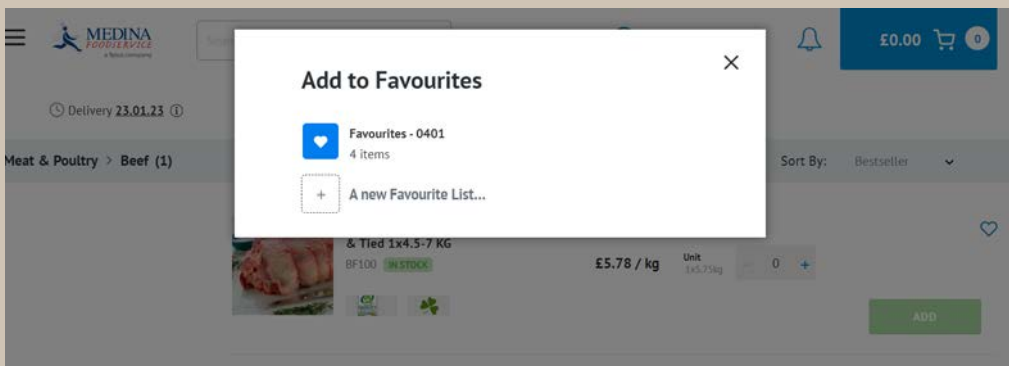 MEDINA
FOODSERVICE
£0.00
0
Add to Favourites
Delivery 23.01.23
Favourites - 0401
4 items
Meat & Poultry > Beef (1)
Sort By:
Bestseller
A new Favourite List...
& Tied 1x4.5-7 KG
BF100 IN STOCK
£5.78 / kg
Unit
1x5.75kg
0
ADD